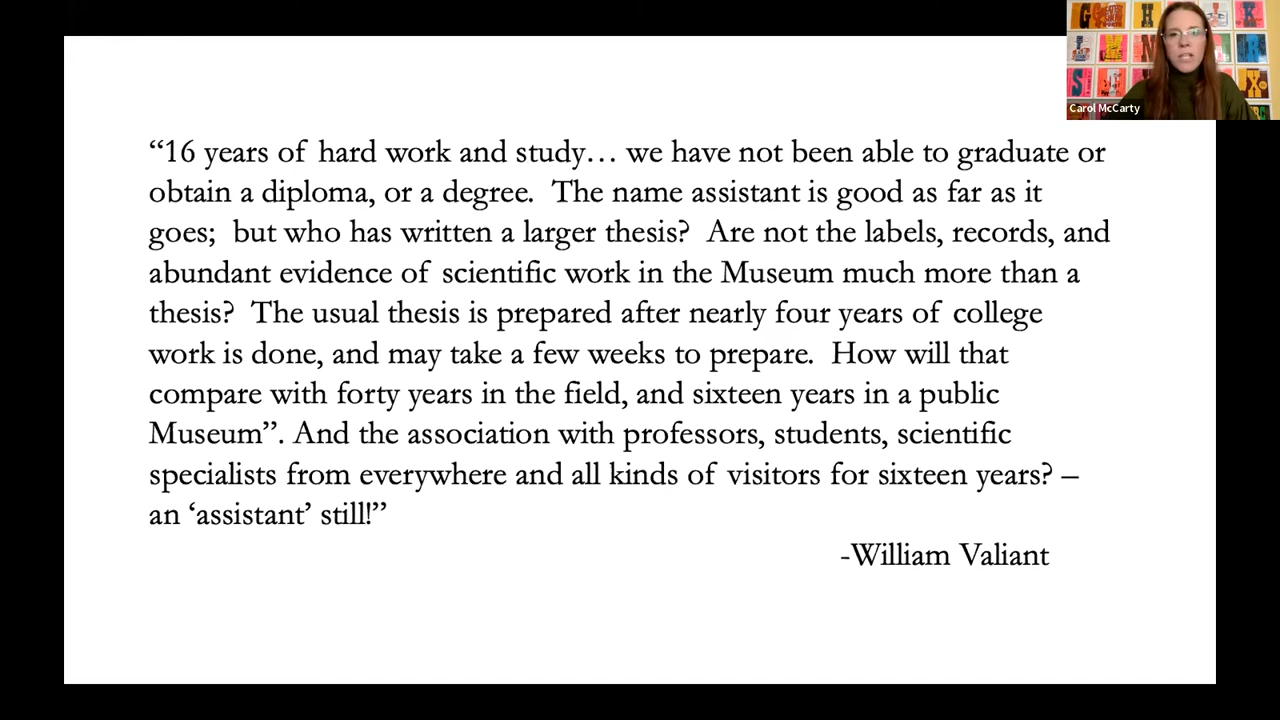 “16 years of hard work and study… we have not been able to graduate or
obtain a diploma, or a degree.  The name assistant is good as far as it
goes;  but who has written a larger thesis?  Are not the labels, records, and
abundant evidence of scientific work in the Museum much more than a
thesis?  The usual thesis is prepared after nearly four years of college
work is done, and may take a few weeks to prepare.  How will that
compare with forty years in the field, and sixteen years in a public
Museum”. And the association with professors, students, scientific
specialists from everywhere and all kinds of visitors for sixteen years? –
an ‘assistant’ still!”
-William Valiant
Carol McCarty